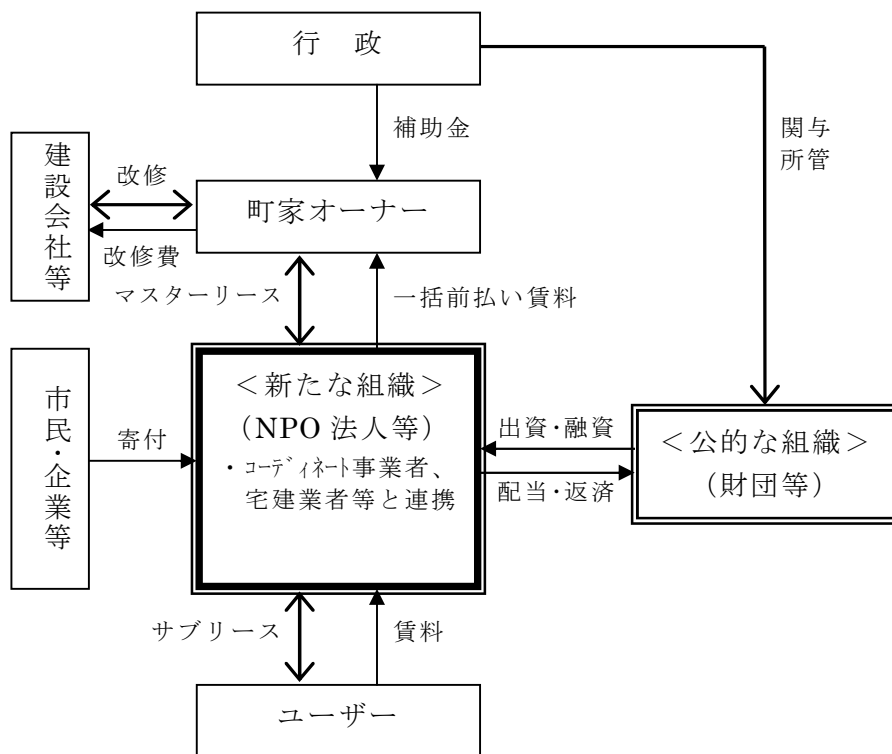 行　政
補助金
関与
所管
建設会社等
改修
改修費
町家オーナー
マスターリース
一括前払い賃料
市民・企業等
寄付
＜新たな組織＞
（NPO 法人等）
・ｺｰﾃﾞｨﾈｰﾄ事業者、
宅建業者等と連携
出資・融資
配当・返済
＜公的な組織＞
（財団等）
サブリース
賃料
ユーザー